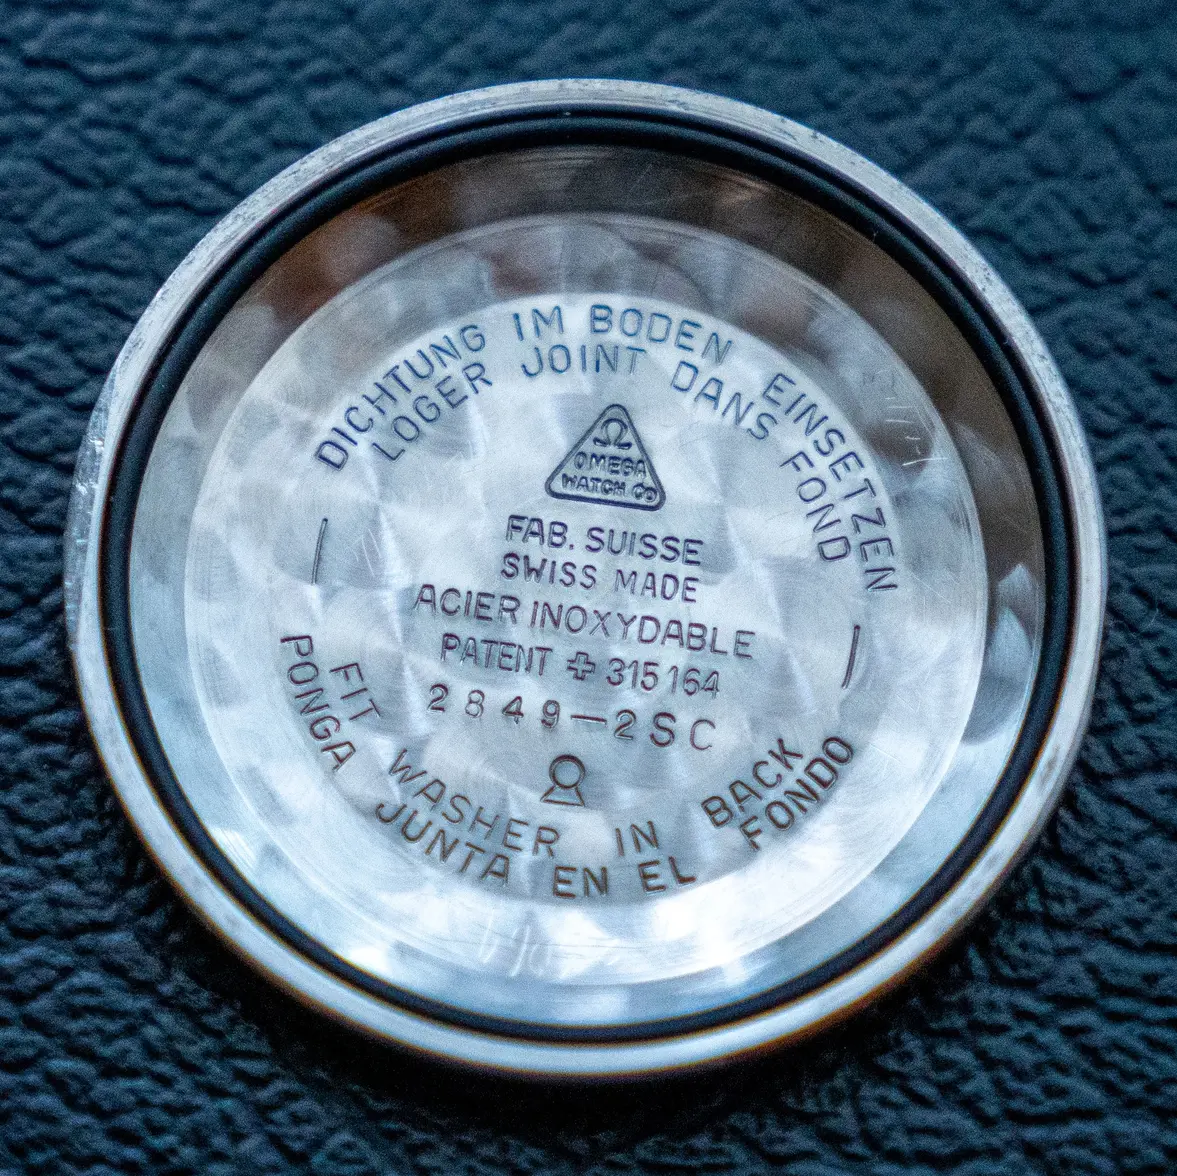 DICHTUNG IM BODEN EINSETZEN
LOGER JOINT DANS FOND
Ω
OMEGA
WATCH CO
FAB. SUISSE
SWISS MADE
ACIER INOXYDABLE
PATENT ✚ 315164
2849-2SC
FIT WASHER IN BACK
PONGA JUNTA EN EL FONDO